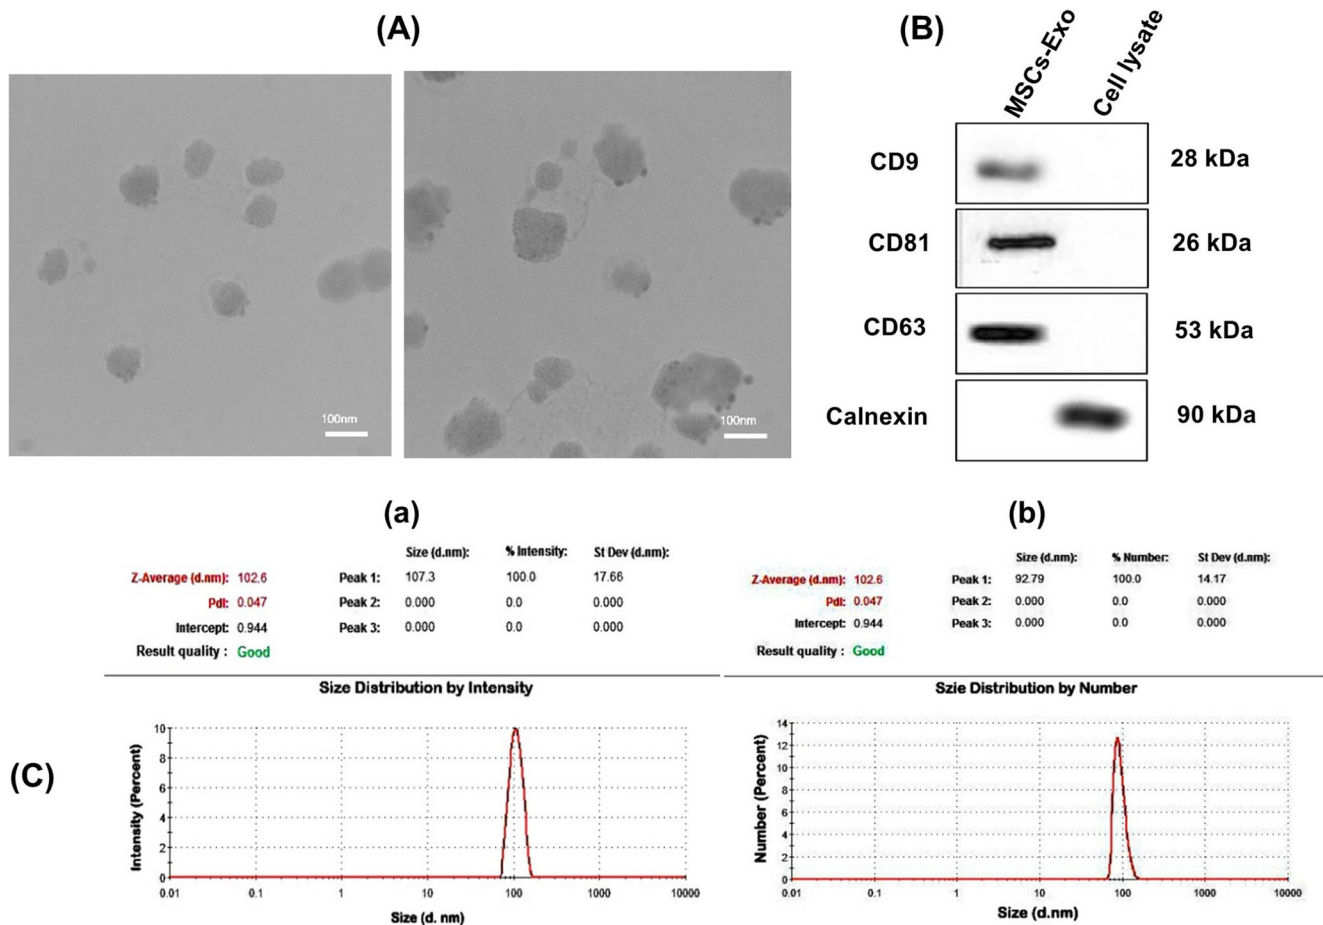 (A)
100nm
100nm
(B)
MSCs-Exo
Cell lysate
CD9
28 kDa
CD81
26 kDa
CD63
53 kDa
Calnexin
90 kDa
(C)
(a)
Size (d.nm): % Intensity: St Dev (d.nm):
Z-Average (d.nm): 102.6 Peak 1: 107.3 100.0 17.66
PdI: 0.047 Peak 2: 0.000 0.0 0.000
Intercept: 0.944 Peak 3: 0.000 0.0 0.000
Result quality : Good
Size Distribution by Intensity
Intensity (Percent)
10
8
6
4
2
0
0.01 0.1 1 10 100 1000 10000
Size (d. nm)
(b)
Size (d.nm): % Number: St Dev (d.nm):
Z-Average (d.nm): 102.6 Peak 1: 92.79 100.0 14.17
PdI: 0.047 Peak 2: 0.000 0.0 0.000
Intercept: 0.944 Peak 3: 0.000 0.0 0.000
Result quality : Good
Szie Distribution by Number
Number (Percent)
14
12
10
8
6
4
2
0
0.01 0.1 1 10 100 1000 10000
Size (d.nm)